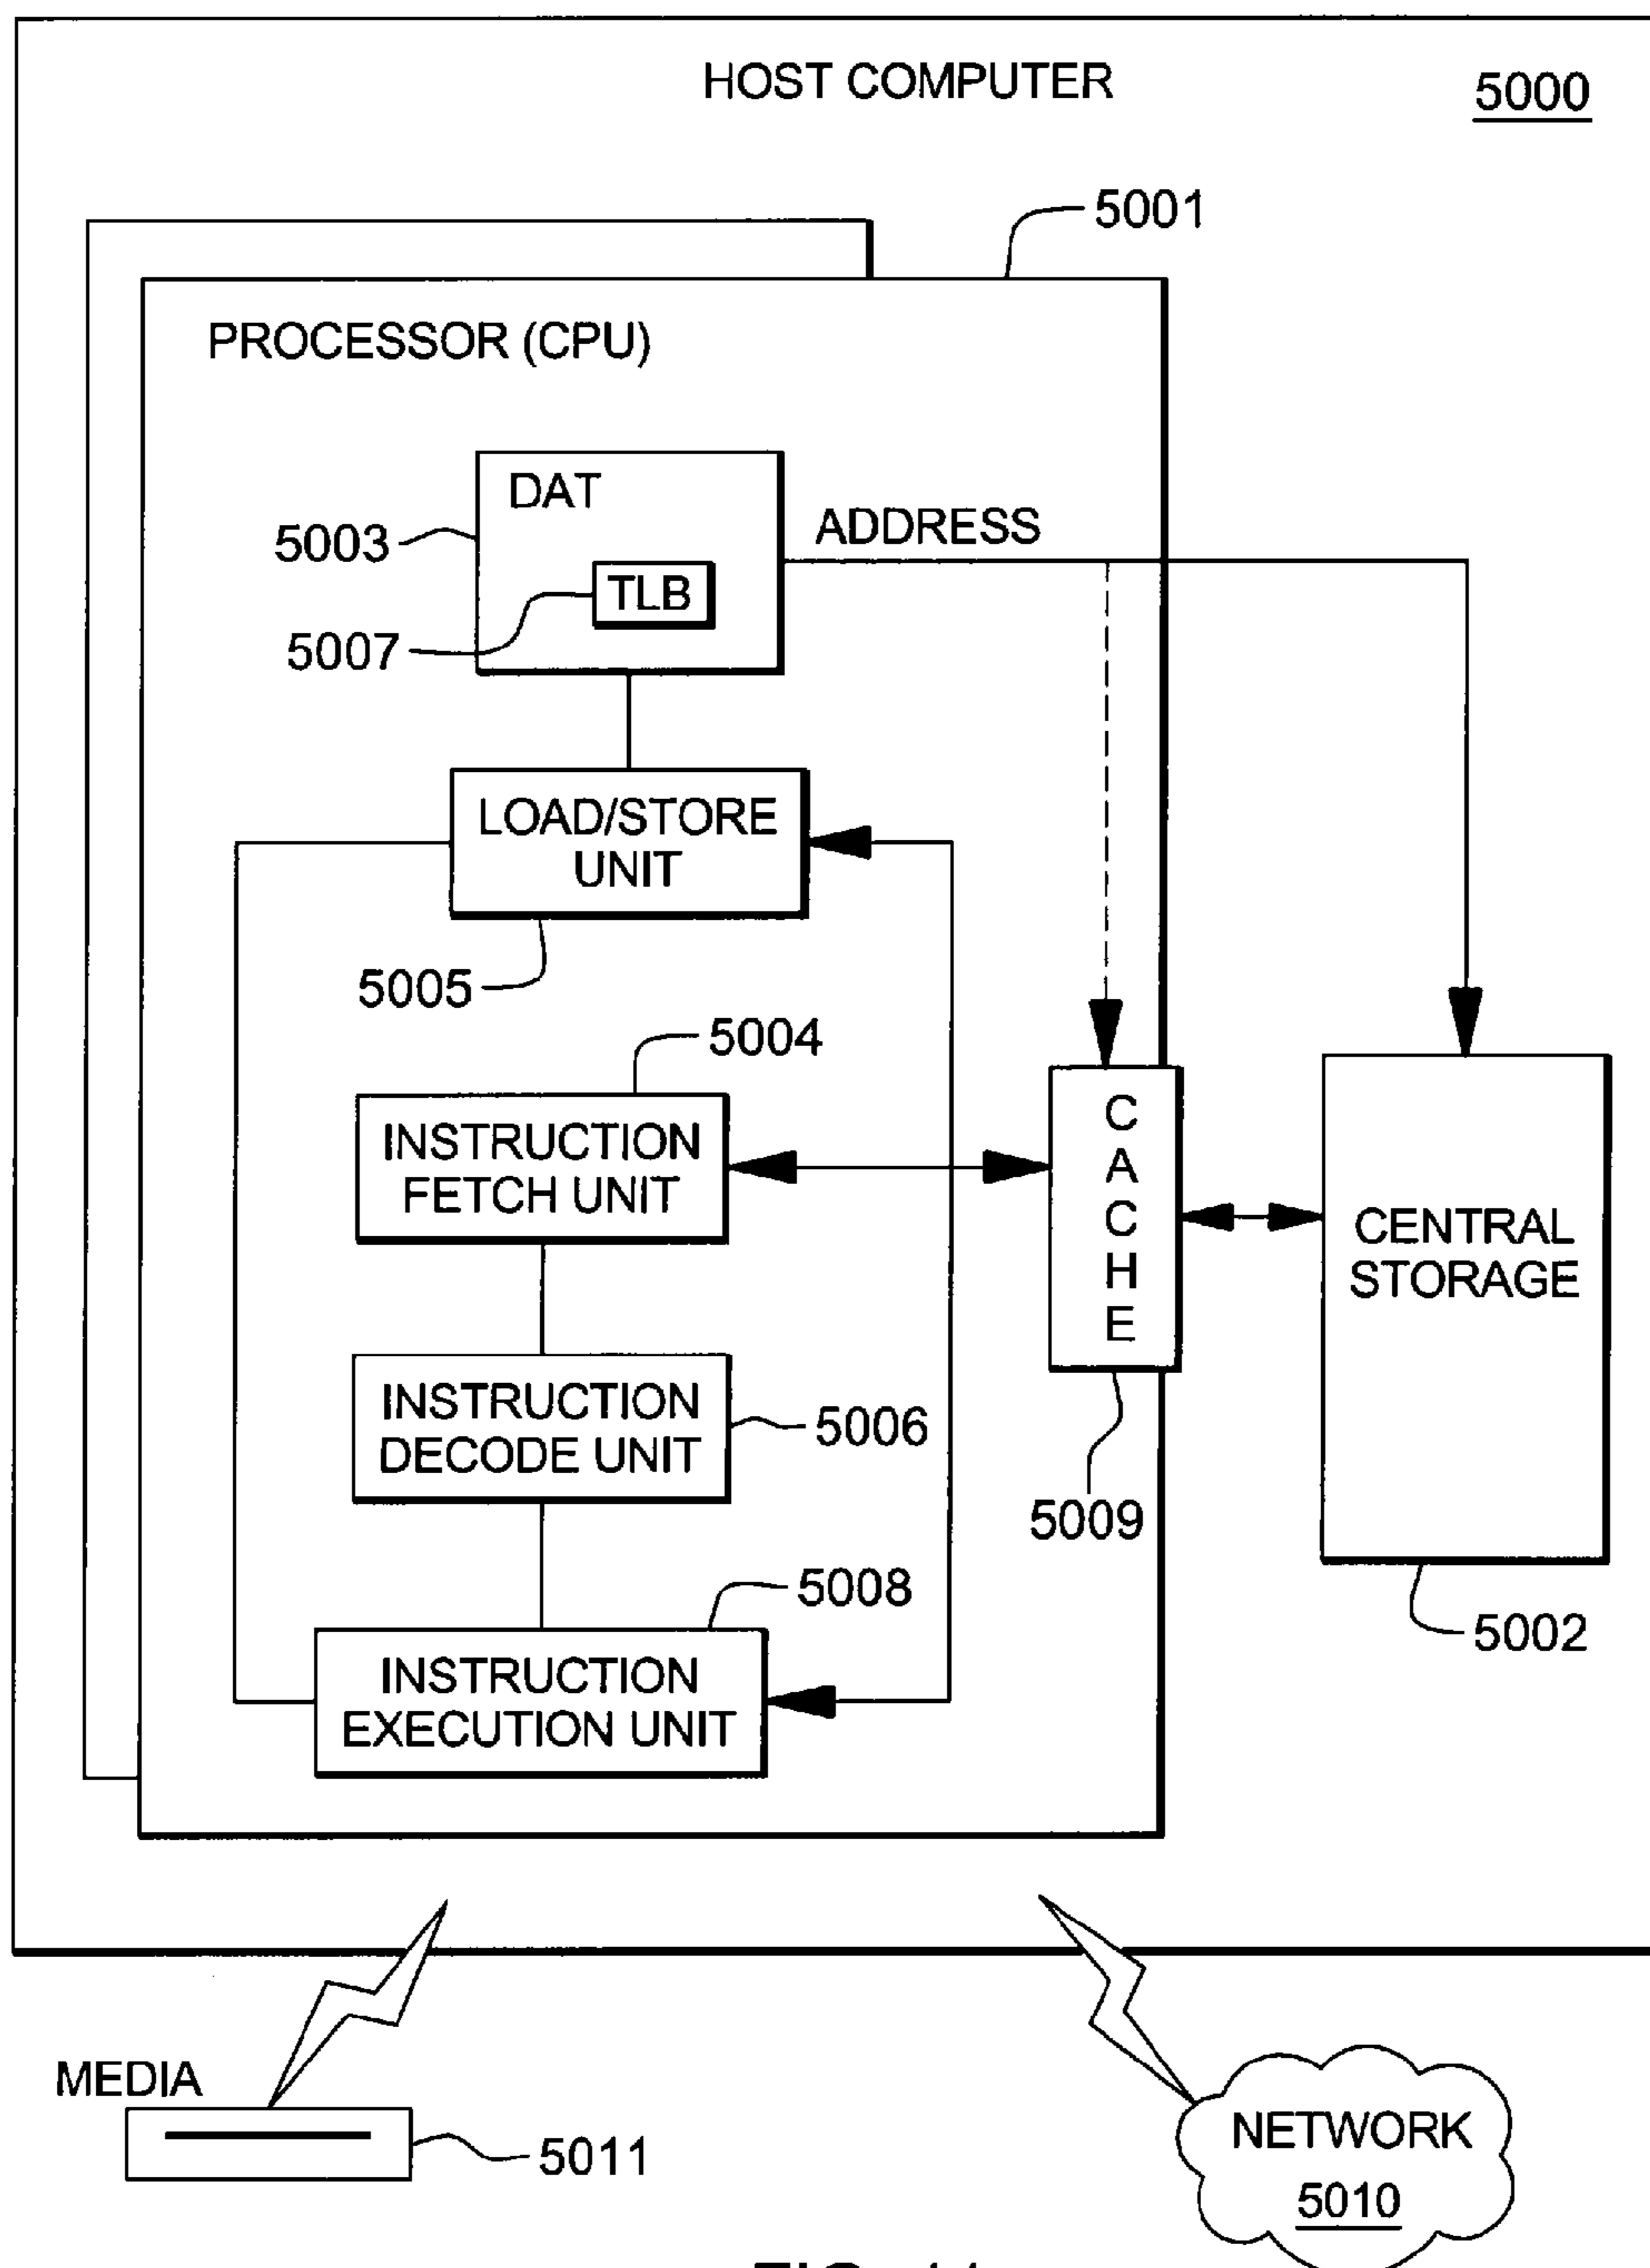 HOST COMPUTER
5000
5001
PROCESSOR (CPU)
DAT
ADDRESS
5003
TLB
5007
LOAD/STORE
UNIT
5005
5004
INSTRUCTION
FETCH UNIT
CACHE
CENTRAL
STORAGE
INSTRUCTION
DECODE UNIT
5006
5009
5008
5002
INSTRUCTION
EXECUTION UNIT
MEDIA
5011
NETWORK
5010